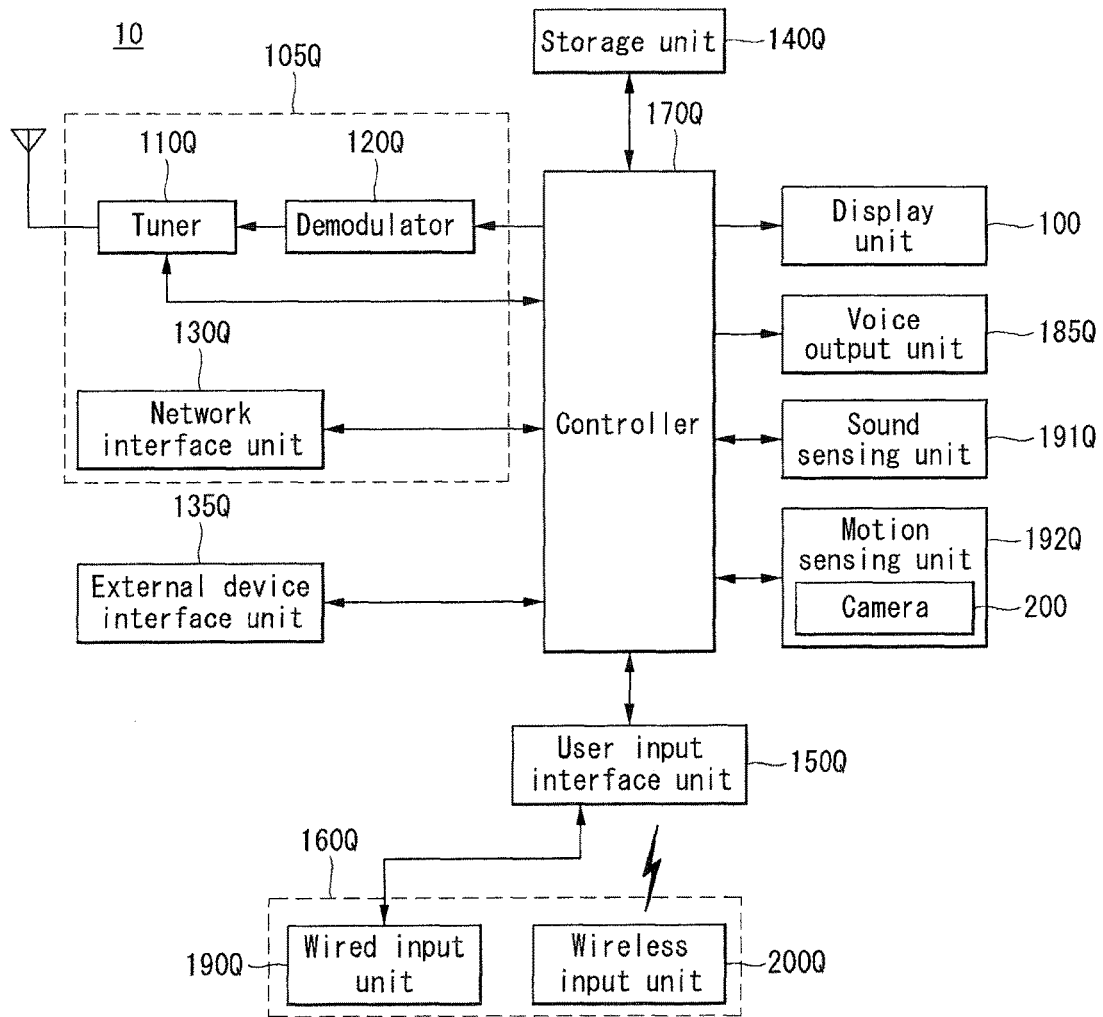 10
Storage unit
140Q
105Q
170Q
110Q
120Q
Tuner
Demodulator
Display
unit
100
130Q
Voice
output unit
185Q
Network
interface unit
Controller
Sound
sensing unit
191Q
135Q
Motion
sensing unit
192Q
External device
interface unit
Camera
200
User input
interface unit
150Q
160Q
Wired input
unit
190Q
Wireless
input unit
200Q